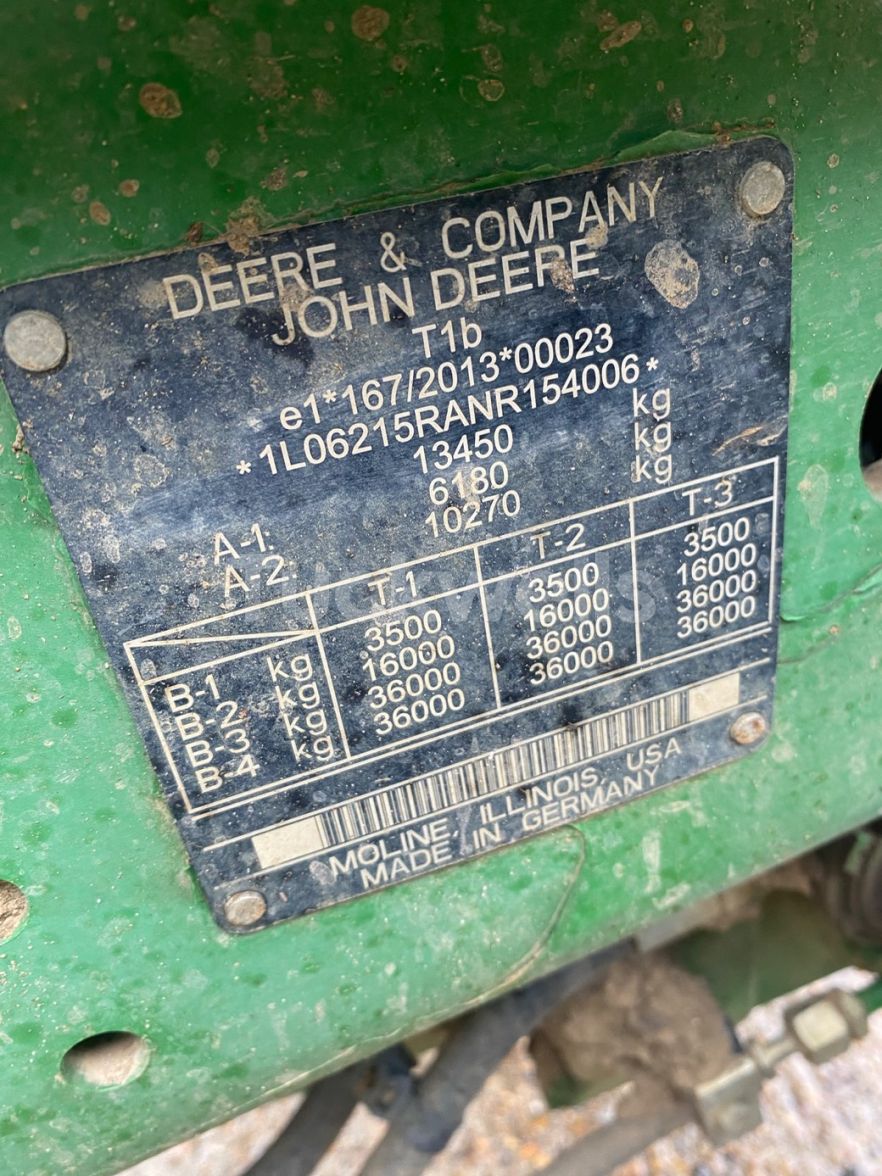 DEERE & COMPANY
JOHN DEERE
T1b
e1*167/2013*00023
*1L06215RANR154006*
13450 kg
A-1: 6180 kg
A-2: 10270 kg
T-1 T-2 T-3
B-1 kg 3500 3500 3500
B-2 kg 16000 16000 16000
B-3 kg 36000 36000 36000
B-4 kg 36000 36000 36000
MOLINE, ILLINOIS, USA
MADE IN GERMANY